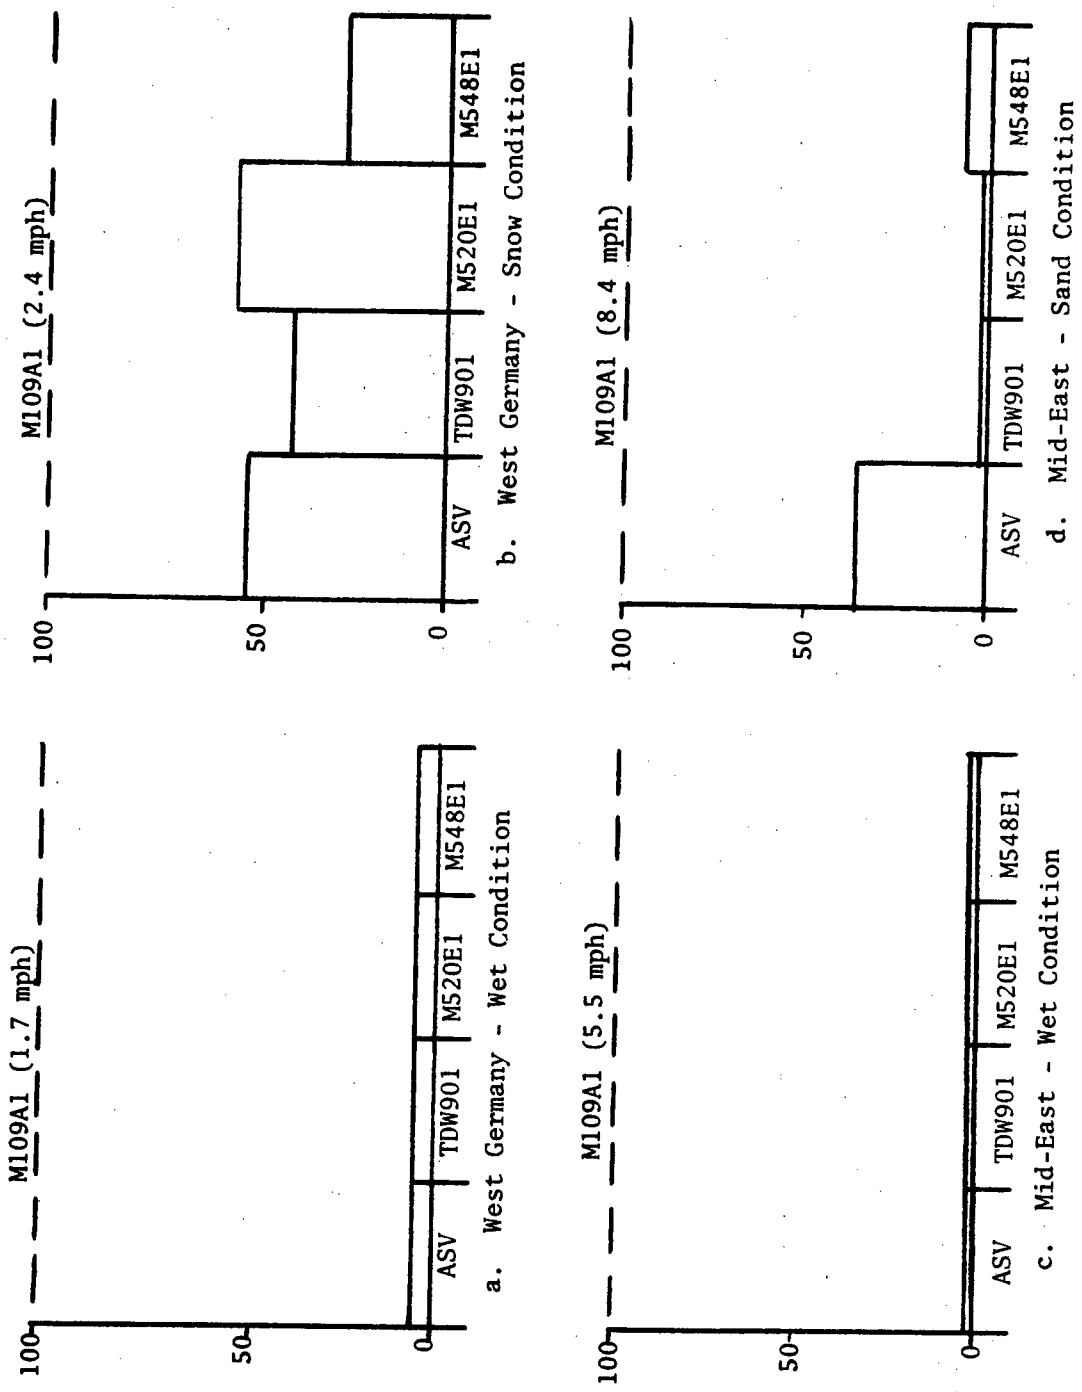 M109A1 (1.7 mph)
100
50
0
ASV TDW901 M520E1 M548E1
a. West Germany - Wet Condition
M109A1 (2.4 mph)
100
50
0
ASV TDW901 M520E1 M548E1
b. West Germany - Snow Condition
M109A1 (5.5 mph)
100
50
0
ASV TDW901 M520E1 M548E1
c. Mid-East - Wet Condition
M109A1 (8.4 mph)
100
50
0
ASV TDW901 M520E1 M548E1
d. Mid-East - Sand Condition